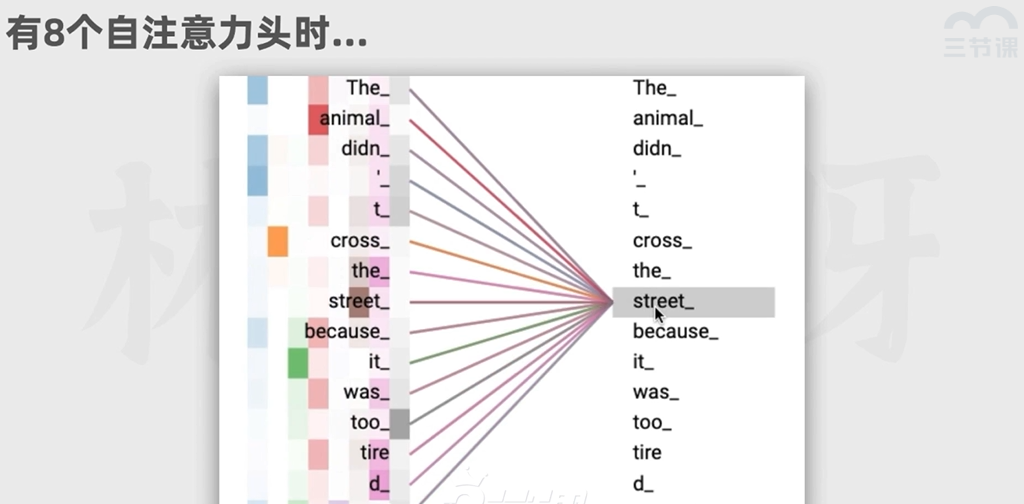 有8个自注意力头时...
三节课
The_ The_
animal_ animal_
didn_ didn_
'_ '_
t_ t_
cross_ cross_
the_ the_
street_ street_
because_ because_
it_ it_
was_ was_
too_ too_
tire tire
d_ d_